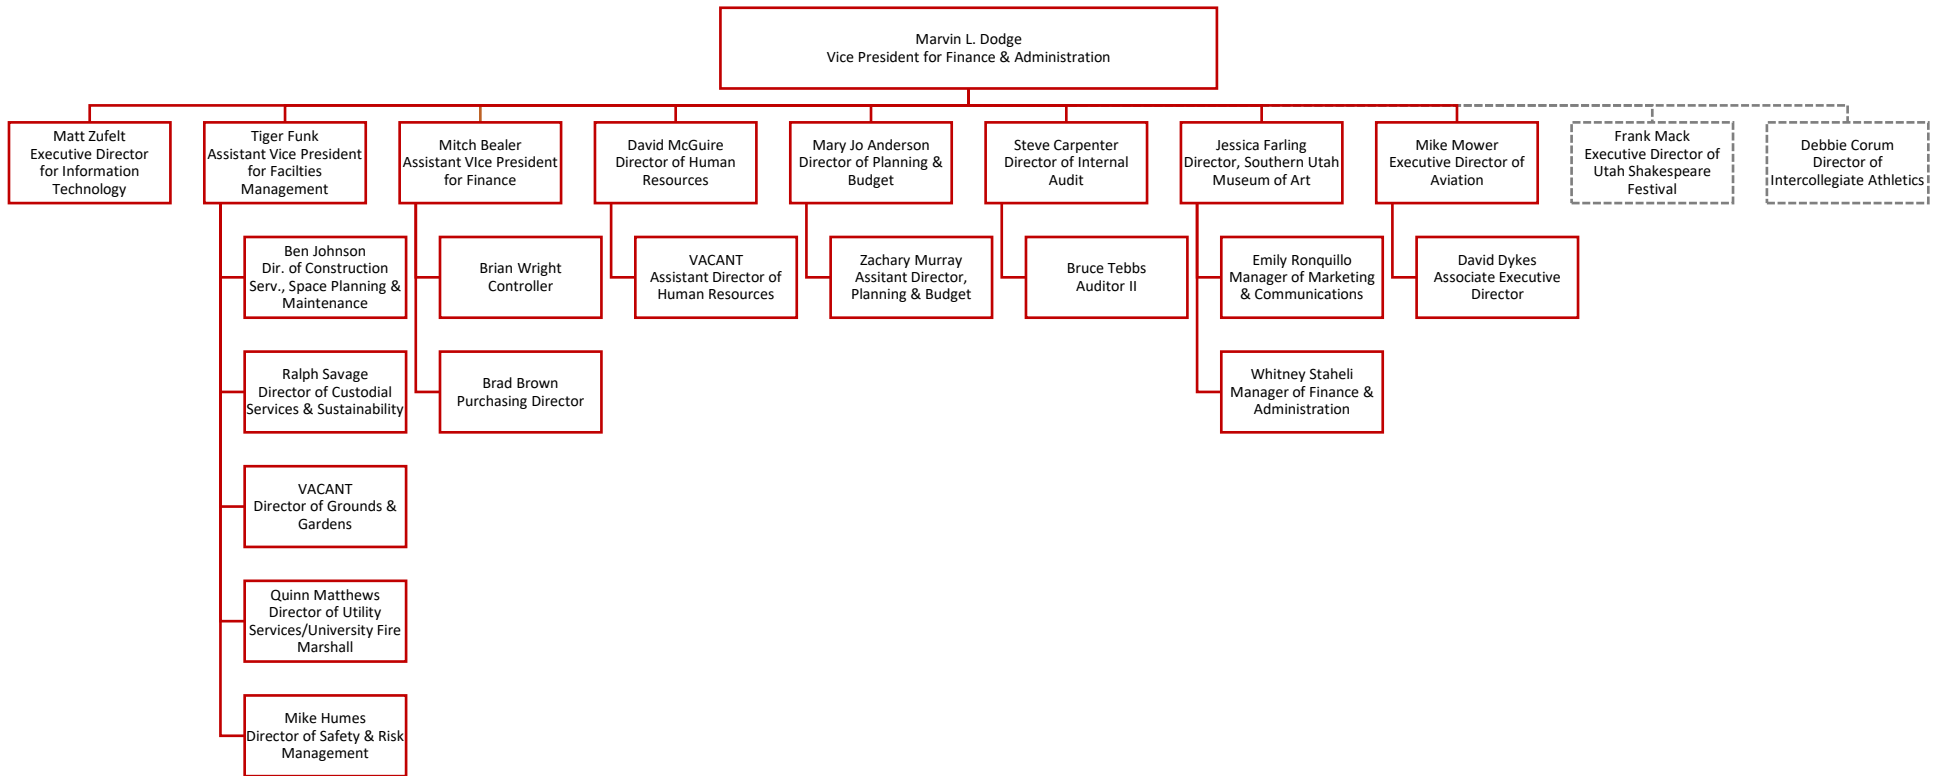 Marvin L. Dodge
Vice President for Finance & Administration
Matt Zufelt
Executive Director
for Information
Technology
Tiger Funk
Assistant Vice President
for Facilties
Management
Mitch Bealer
Assistant VIce President
for Finance
David McGuire
Director of Human
Resources
Mary Jo Anderson
Director of Planning &
Budget
Steve Carpenter
Director of Internal
Audit
Jessica Farling
Director, Southern Utah
Museum of Art
Mike Mower
Executive Director of
Aviation
Frank Mack
Executive Director of
Utah Shakespeare
Festival
Debbie Corum
Director of
Intercollegiate Athletics
Ben Johnson
Dir. of Construction
Serv., Space Planning &
Maintenance
Brian Wright
Controller
VACANT
Assistant Director of
Human Resources
Zachary Murray
Assitant Director,
Planning & Budget
Bruce Tebbs
Auditor II
Emily Ronquillo
Manager of Marketing
& Communications
David Dykes
Associate Executive
Director
Ralph Savage
Director of Custodial
Services & Sustainability
Brad Brown
Purchasing Director
Whitney Staheli
Manager of Finance &
Administration
VACANT
Director of Grounds &
Gardens
Quinn Matthews
Director of Utility
Services/University Fire
Marshall
Mike Humes
Director of Safety & Risk
Management